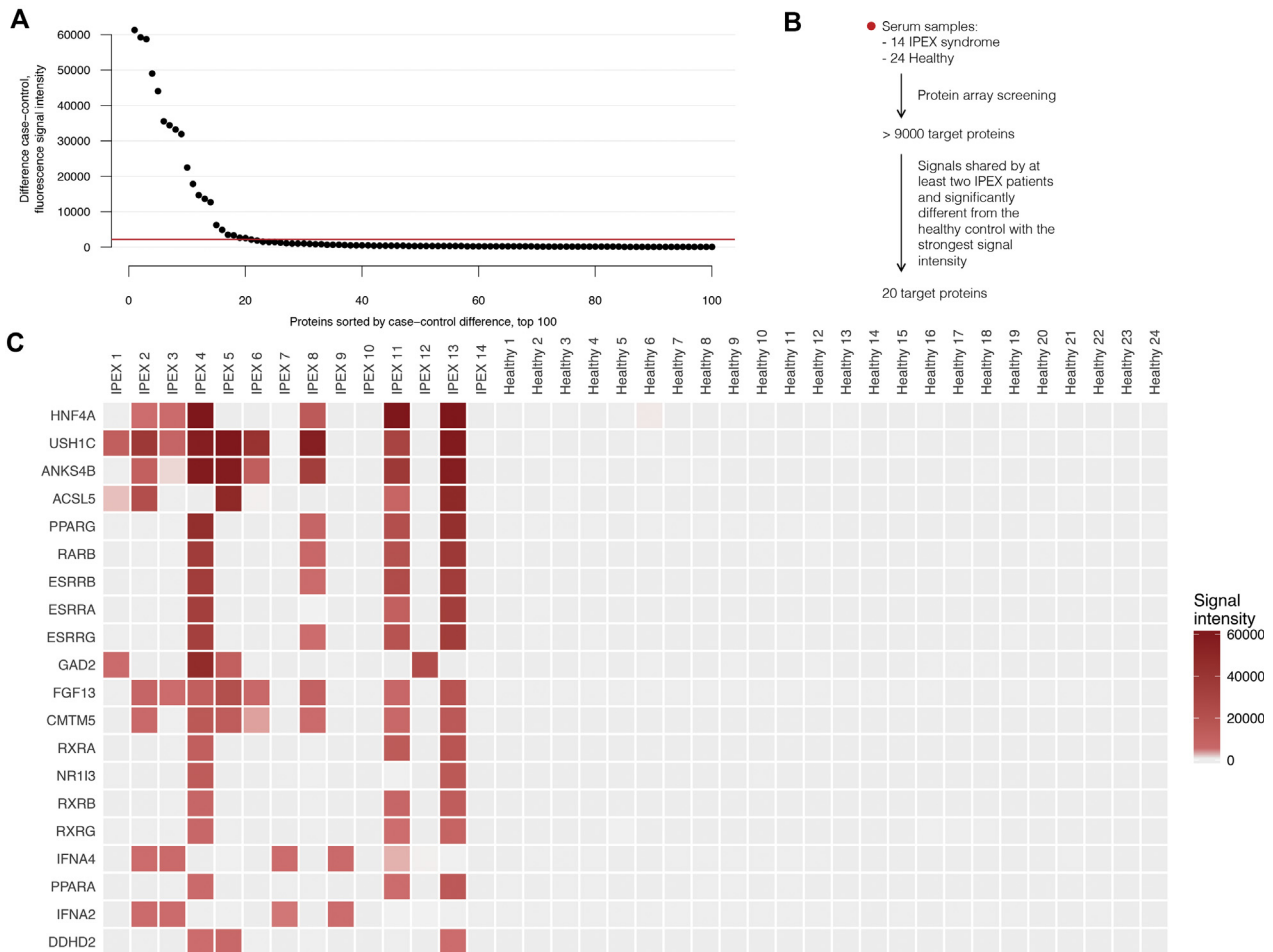 A
Difference case−control,
fluorescence signal intensity
60000
50000
40000
30000
20000
10000
0
0
20
40
60
80
100
Proteins sorted by case−control difference, top 100
B
Serum samples:
- 14 IPEX syndrome
- 24 Healthy
Protein array screening
> 9000 target proteins
Signals shared by at
least two IPEX patients
and significantly
different from the
healthy control with the
strongest signal
intensity
20 target proteins
C
IPEX 1
IPEX 2
IPEX 3
IPEX 4
IPEX 5
IPEX 6
IPEX 7
IPEX 8
IPEX 9
IPEX 10
IPEX 11
IPEX 12
IPEX 13
IPEX 14
Healthy 1
Healthy 2
Healthy 3
Healthy 4
Healthy 5
Healthy 6
Healthy 7
Healthy 8
Healthy 9
Healthy 10
Healthy 11
Healthy 12
Healthy 13
Healthy 14
Healthy 15
Healthy 16
Healthy 17
Healthy 18
Healthy 19
Healthy 20
Healthy 21
Healthy 22
Healthy 23
Healthy 24
HNF4A
USH1C
ANKS4B
ACSL5
PPARG
RARB
ESRRB
ESRRA
ESRRG
GAD2
FGF13
CMTM5
RXRA
NR1I3
RXRB
RXRG
IFNA4
PPARA
IFNA2
DDHD2
Signal
intensity
60000
40000
20000
0